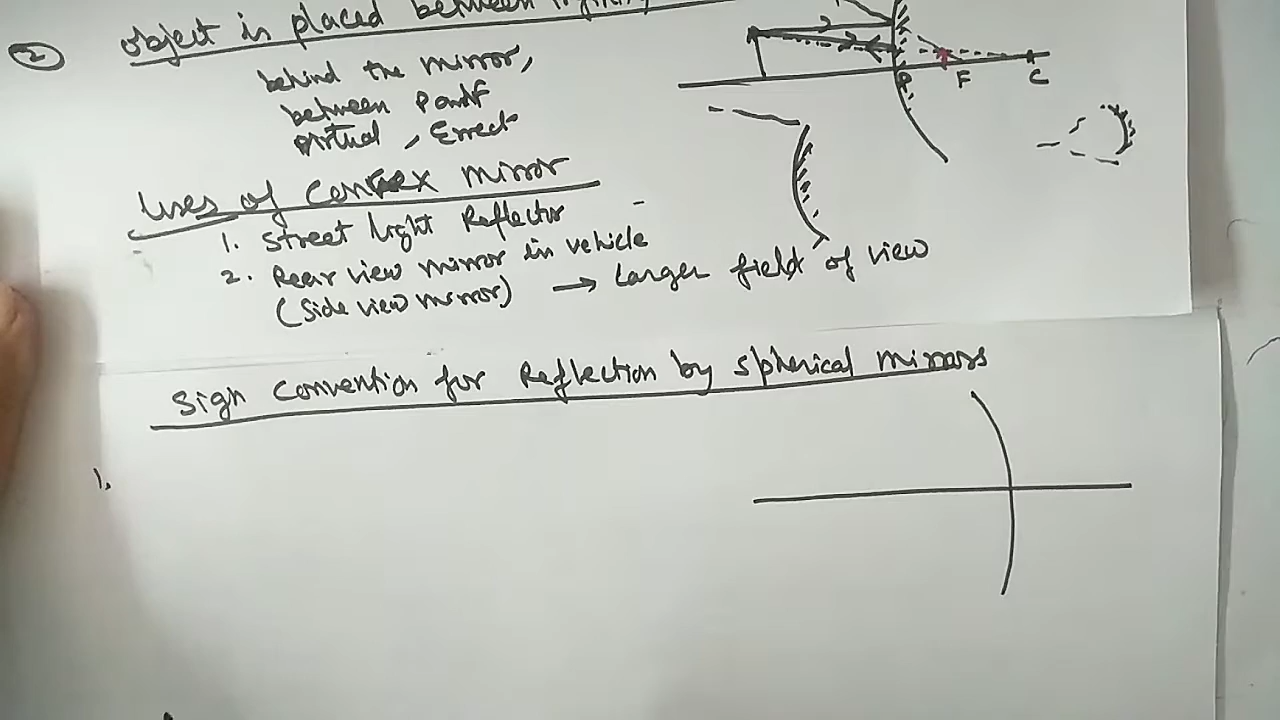 2 object is placed between
behind the mirror,
between P and F
virtual, Erect
P F C
Uses of Convex mirror
1. Street light Reflector
2. Rear view mirror in vehicle
(Side view mirror) → Larger field of view
Sign Convention for Reflection by Spherical mirrors
1.